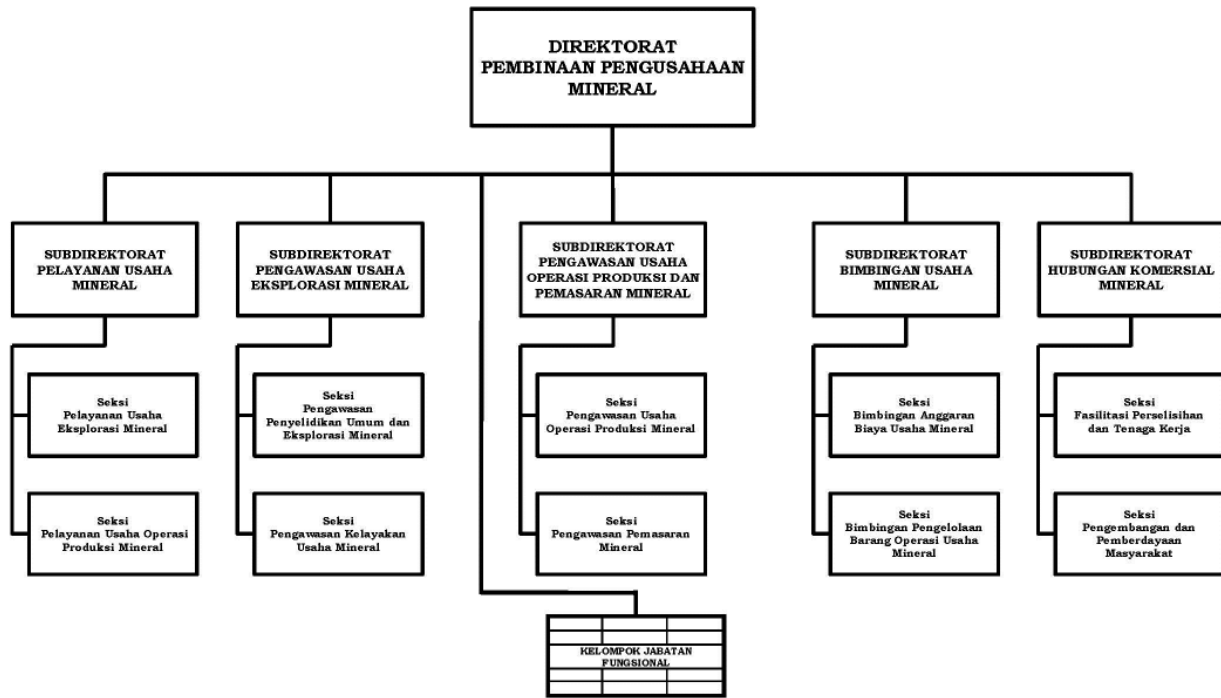 DIREKTORAT
PEMBINAAN PENGUSAHAAN
MINERAL
SUBDIREKTORAT
PELAYANAN USAHA
MINERAL
SUBDIREKTORAT
PENGAWASAN USAHA
EKSPLORASI MINERAL
SUBDIREKTORAT
PENGAWASAN USAHA
OPERASI PRODUKSI DAN
PEMASARAN MINERAL
SUBDIREKTORAT
BIMBINGAN USAHA
MINERAL
SUBDIREKTORAT
HUBUNGAN KOMERSIAL
MINERAL
Seksi
Pelayanan Usaha
Eksplorasi Mineral
Seksi
Pengawasan
Penyelidikan Umum dan
Eksplorasi Mineral
Seksi
Pengawasan Usaha
Operasi Produksi Mineral
Seksi
Bimbingan Anggaran
Biaya Usaha Mineral
Seksi
Fasilitasi Perselisihan
dan Tenaga Kerja
Seksi
Pelayanan Usaha Operasi
Produksi Mineral
Seksi
Pengawasan Kelayakan
Usaha Mineral
Seksi
Pengawasan Pemasaran
Mineral
Seksi
Bimbingan Pengelolaan
Barang Operasi Usaha
Mineral
Seksi
Pengembangan dan
Pemberdayaan
Masyarakat
KELOMPOK JABATAN
FUNGSIONAL